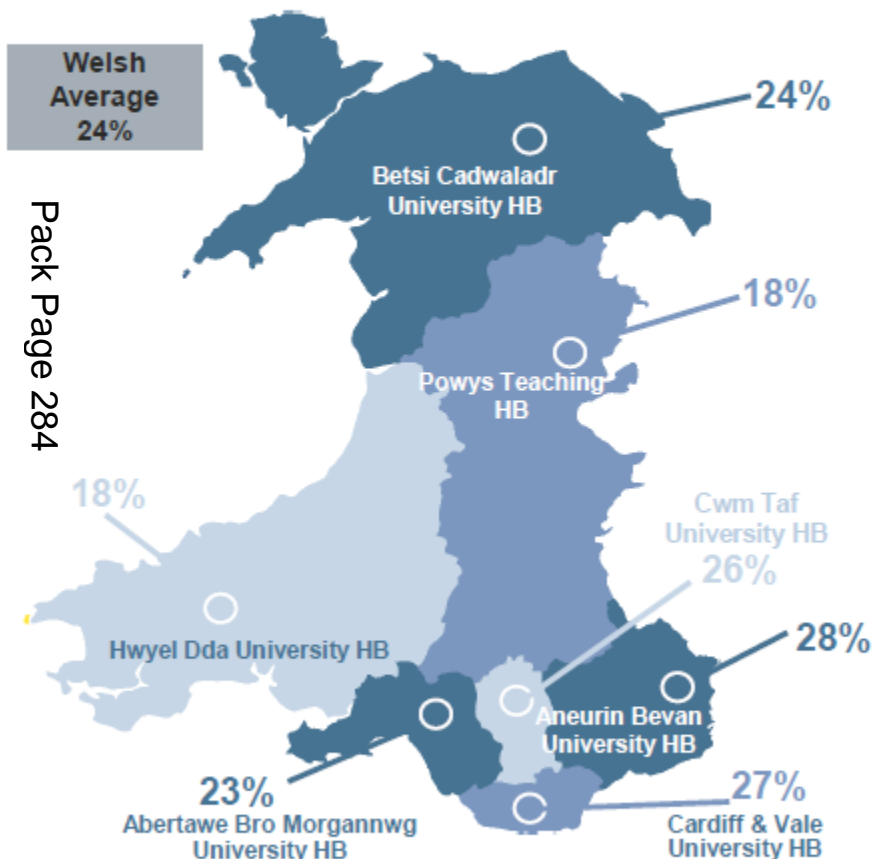 Welsh
Average
24%
24%
Betsi Cadwaladr
University HB
Pack Page 284
18%
Powys Teaching
HB
18%
Cwm Taf
University HB
26%
Hwyel Dda University HB
28%
Aneurin Bevan
University HB
23%
Abertawe Bro Morgannwg
University HB
27%
Cardiff & Vale
University HB